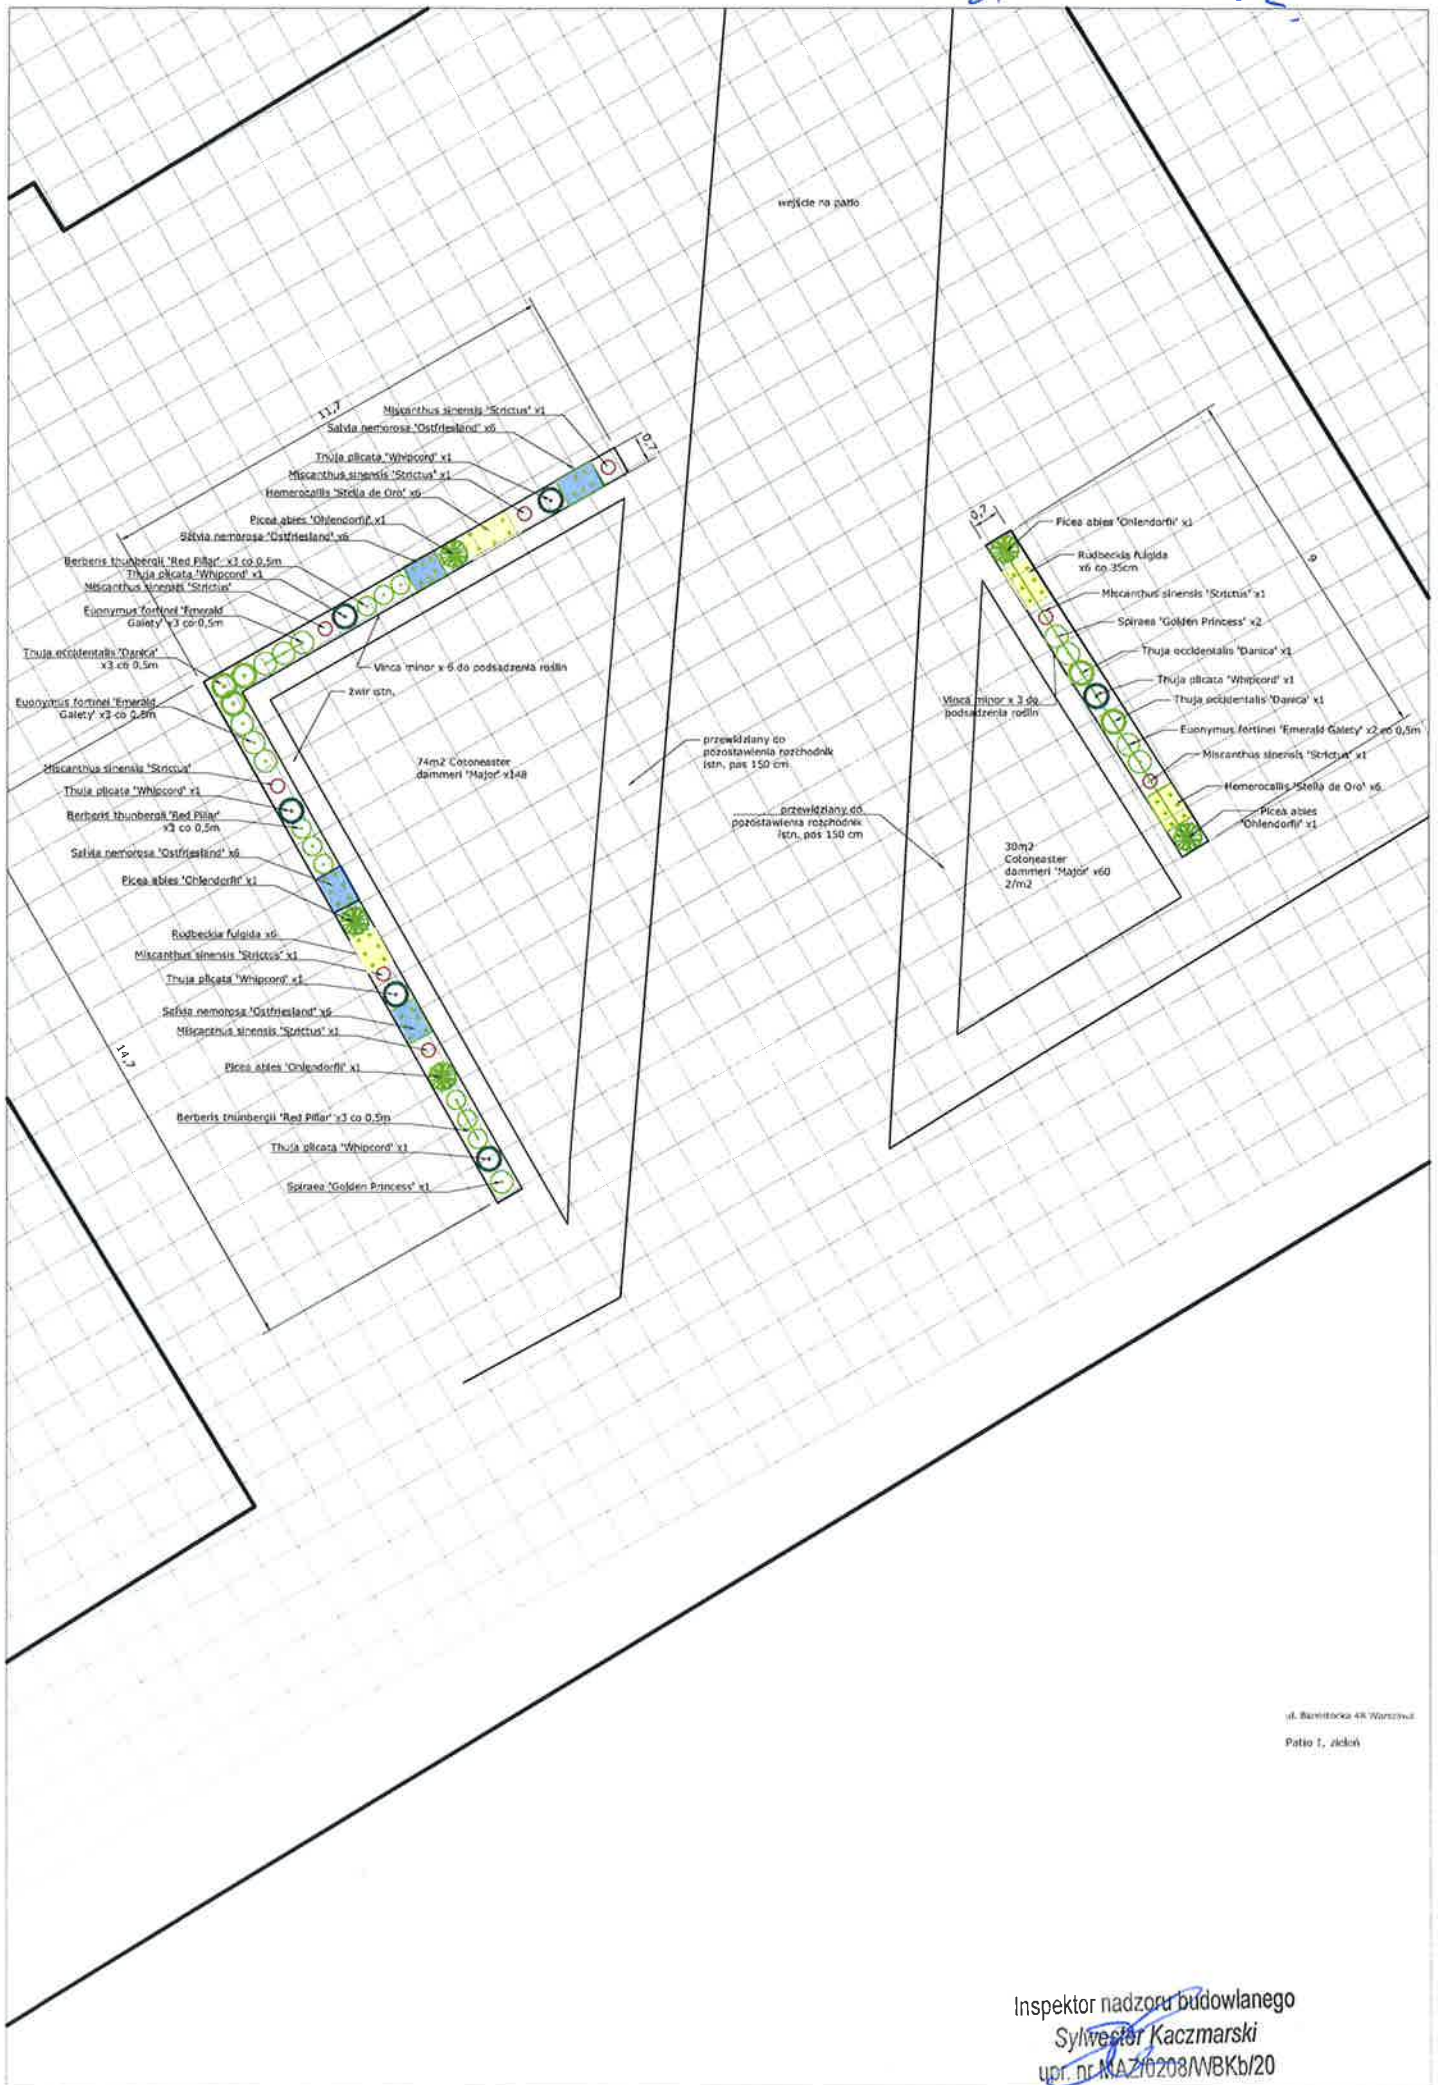 wejście na patio
11,7
Miscanthus sinensis 'Strictus' x1
Salvia nemorosa 'Ostfriesland' x6
0,7
Thuja plicata 'Whipcord' x1
Miscanthus sinensis 'Strictus' x1
Hemerocallis 'Stella de Oro' x6
Picea abies 'Ohlendorfii' x1
Salvia nemorosa 'Ostfriesland' x6
Berberis thunbergii 'Red Pillar' x3 co 0,5m
Thuja plicata 'Whipcord' x1
Miscanthus sinensis 'Strictus'
Euonymus fortinei 'Emerald
Gaiety' x3 co 0,5m
Thuja occidentalis 'Danica'
x3 co 0,5m
Euonymus fortinei 'Emerald
Gaiety' x3 co 0,5m
Vinca minor x 6 do podsadzenia roślin
żwir istn.
Miscanthus sinensis 'Strictus'
Thuja plicata 'Whipcord' x1
Berberis thunbergii 'Red Pillar'
x3 co 0,5m
Salvia nemorosa 'Ostfriesland' x6
Picea abies 'Ohlendorfii' x1
74m2 Cotoneaster
dammeri 'Major' x148
przewidziany do
pozostawienia rozchodnik
istn. pas 150 cm
Rudbeckia fulgida x6
Miscanthus sinensis 'Strictus' x1
Thuja plicata 'Whipcord' x1
Salvia nemorosa 'Ostfriesland' x6
Miscanthus sinensis 'Strictus' x1
14,7
Picea abies 'Ohlendorfii' x1
Berberis thunbergii 'Red Pillar' x3 co 0,5m
Thuja plicata 'Whipcord' x1
Spiraea 'Golden Princess' x1
0,7
Picea abies 'Ohlendorfii' x1
Rudbeckia fulgida
x6 co 35cm
9
Miscanthus sinensis 'Strictus' x1
Spiraea 'Golden Princess' x2
Thuja occidentalis 'Danica' x1
Thuja plicata 'Whipcord' x1
Vinca minor x 3 do
podsadzenia roślin
Thuja occidentalis 'Danica' x1
Euonymus fortinei 'Emerald Gaiety' x2 co 0,5m
Miscanthus sinensis 'Strictus' x1
Hemerocallis 'Stella de Oro' x6
Picea abies
'Ohlendorfii' x1
przewidziany do
pozostawienia rozchodnik
istn. pas 150 cm
30m2
Cotoneaster
dammeri 'Major' x60
2/m2
ul. 48 Warszawa
Patio I, zieleń
Inspektor nadzoru budowlanego
Sylwester Kaczmarski
upr. nr MAZ/0208/WBKb/20